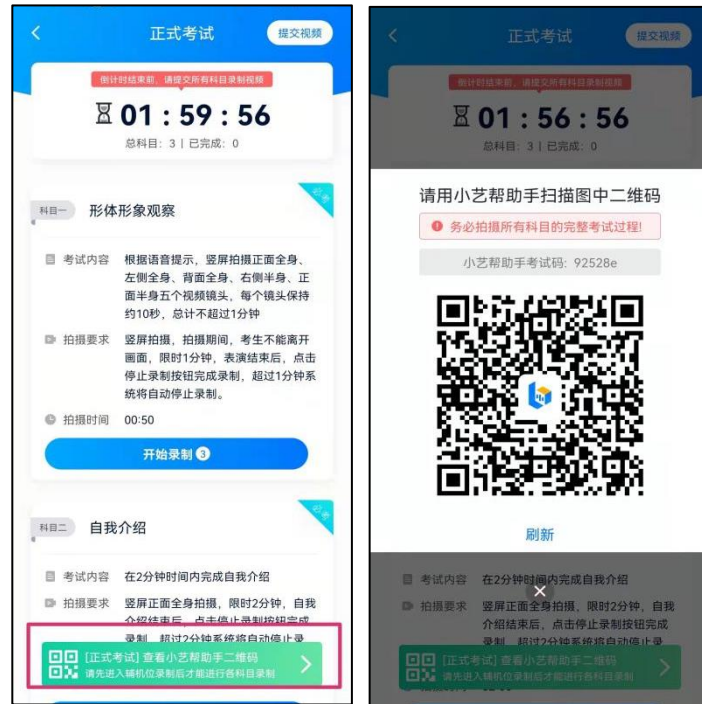 正式考试
提交视频
倒计时结束前，请提交所有科目录制视频
01 : 59 : 56
总科目: 3 | 已完成: 0
必考
科目一 形体形象观察
考试内容 根据语音提示，竖屏拍摄正面全身、
左侧全身、背面全身、右侧半身、正
面半身五个视频镜头，每个镜头保持
约10秒，总计不超过1分钟
拍摄要求 竖屏拍摄，拍摄期间，考生不能离开
画面，限时1分钟，表演结束后，点击
停止录制按钮完成录制，超过1分钟系
统将自动停止录制。
拍摄时间 00:50
开始录制 3
必考
科目二 自我介绍
考试内容 在2分钟时间内完成自我介绍
拍摄要求 竖屏正面全身拍摄，限时2分钟，自我
介绍结束后，点击停止录制按钮完成
录制，超过2分钟系统将自动停止录
[正式考试] 查看小艺帮助手二维码
请先进入辅机位录制后才能进行各科目录制
正式考试
提交视频
倒计时结束前，请提交所有科目录制视频
01 : 56 : 56
总科目: 3 | 已完成: 0
请用小艺帮助手扫描图中二维码
务必拍摄所有科目的完整考试过程!
小艺帮助手考试码: 92528e
刷新
考试内容 在2分钟时间内完成自我介绍
拍摄要求 竖屏正面全身拍摄，限时2分钟，自我
介绍结束后，点击停止录制按钮完成
录制，超过2分钟系统将自动停止录
[正式考试] 查看小艺帮助手二维码
请先进入辅机位录制后才能进行各科目录制